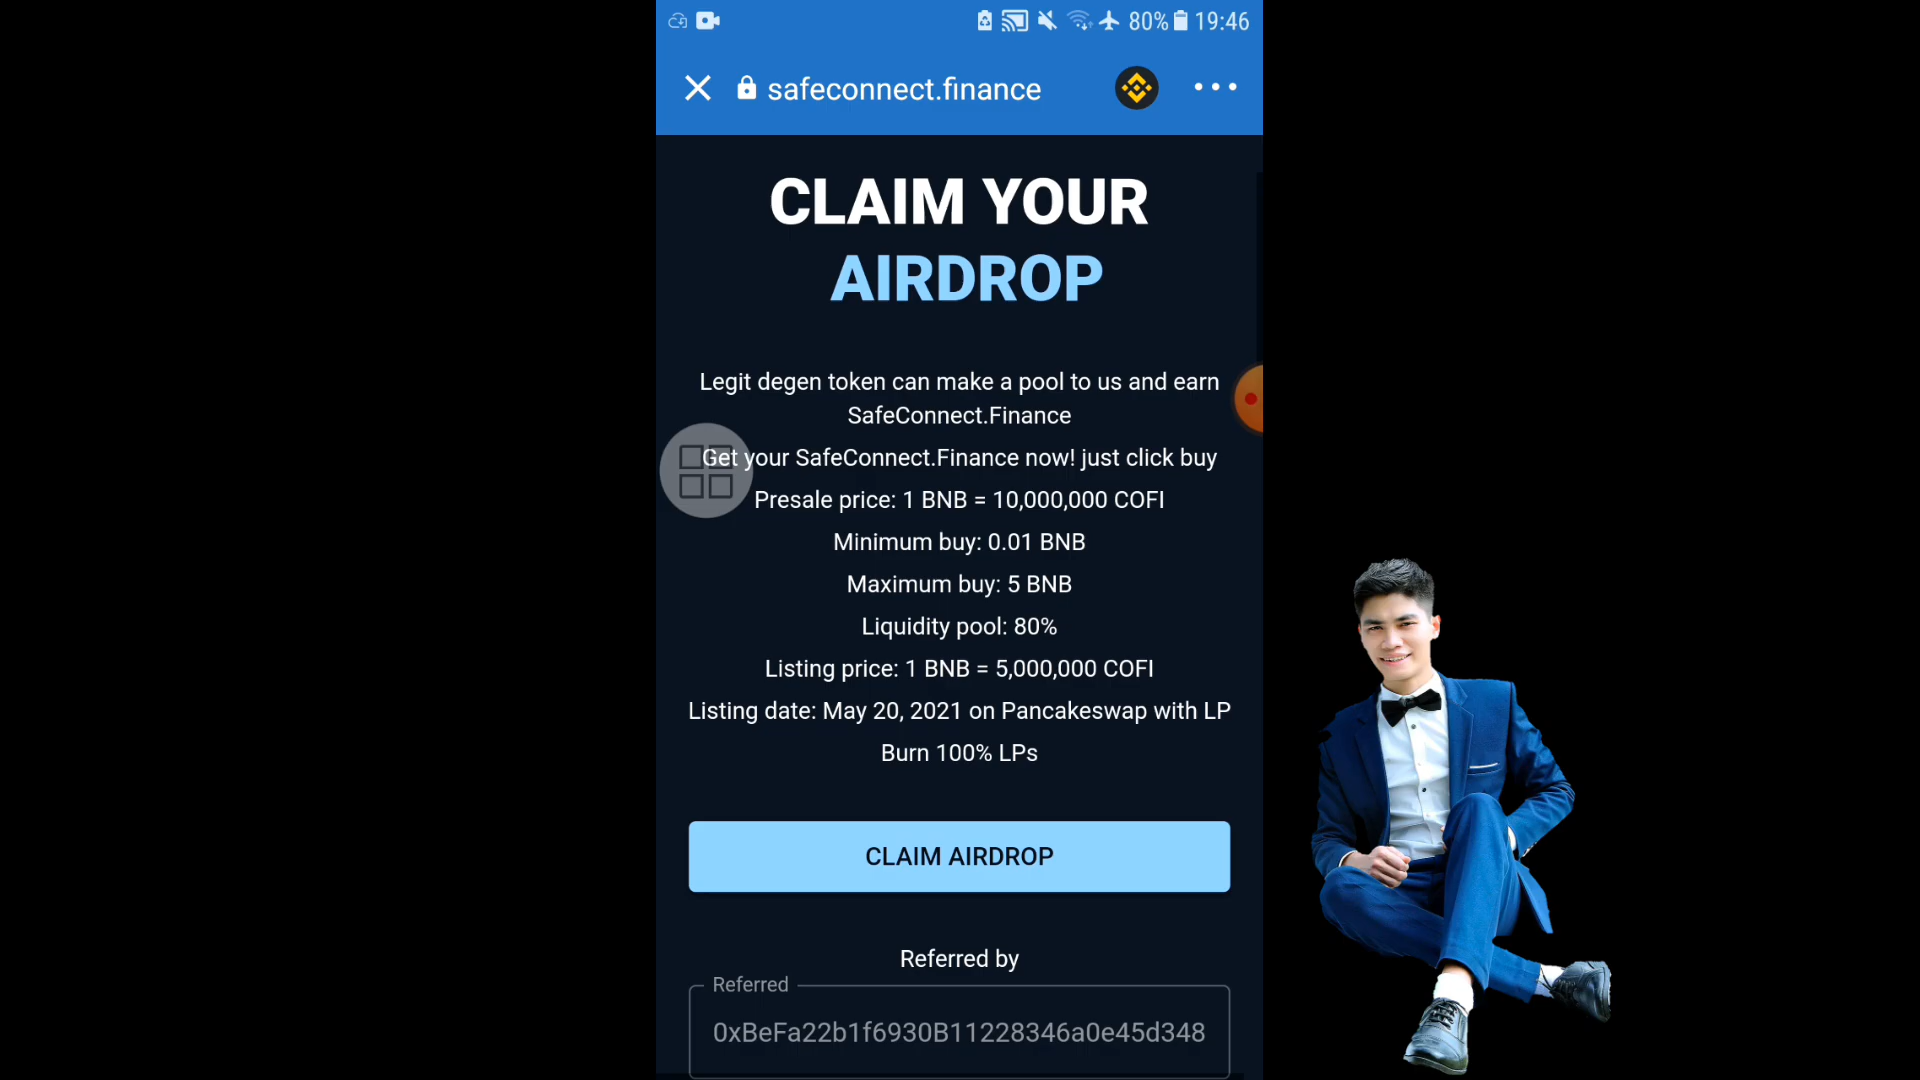 80% 19:46
safeconnect.finance
CLAIM YOUR
AIRDROP
Legit degen token can make a pool to us and earn
SafeConnect.Finance
Get your SafeConnect.Finance now! just click buy
Presale price: 1 BNB = 10,000,000 COFI
Minimum buy: 0.01 BNB
Maximum buy: 5 BNB
Liquidity pool: 80%
Listing price: 1 BNB = 5,000,000 COFI
Listing date: May 20, 2021 on Pancakeswap with LP
Burn 100% LPs
CLAIM AIRDROP
Referred by
Referred
0xBeFa22b1f6930B11228346a0e45d348